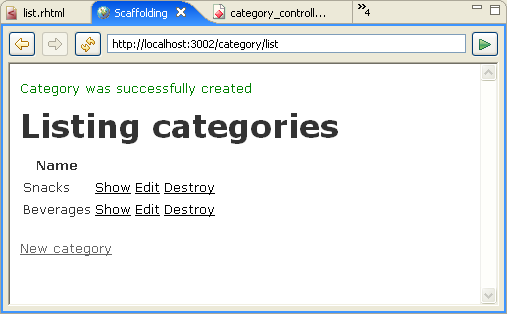 list.rhtml Scaffolding category_controll... »4
http://localhost:3002/category/list
Category was successfully created
Listing categories
Name
Snacks Show Edit Destroy
Beverages Show Edit Destroy
New category